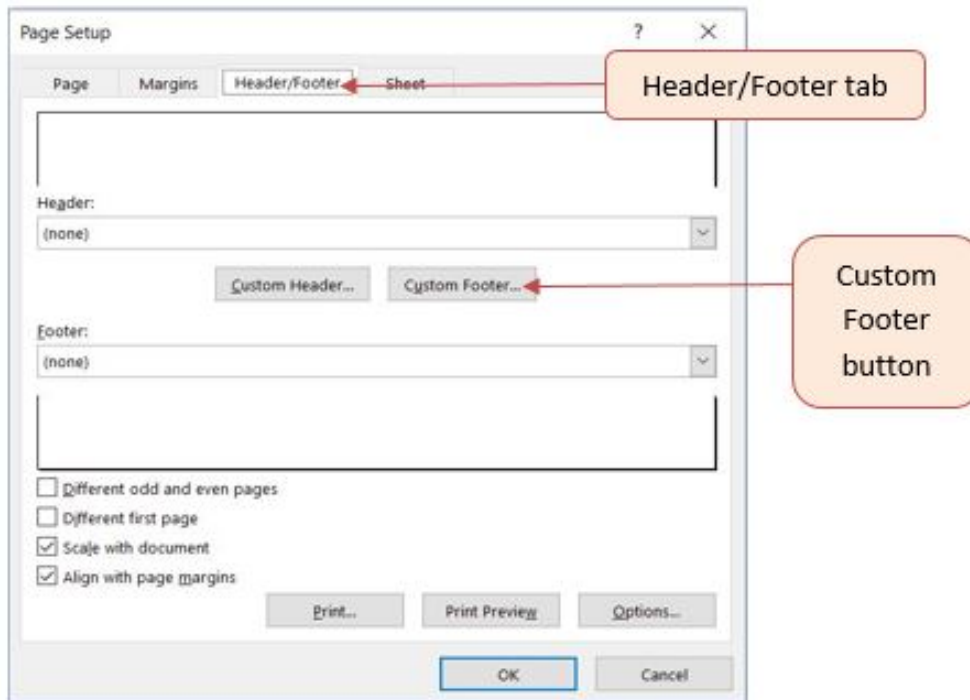 Page Setup ? ×
Page Margins Header/Footer Sheet
Header/Footer tab
Header:
(none)
Custom Header... Custom Footer...
Custom
Footer
button
Footer:
(none)
Different odd and even pages
Different first page
Scale with document
Align with page margins
Print... Print Preview Options...
OK Cancel